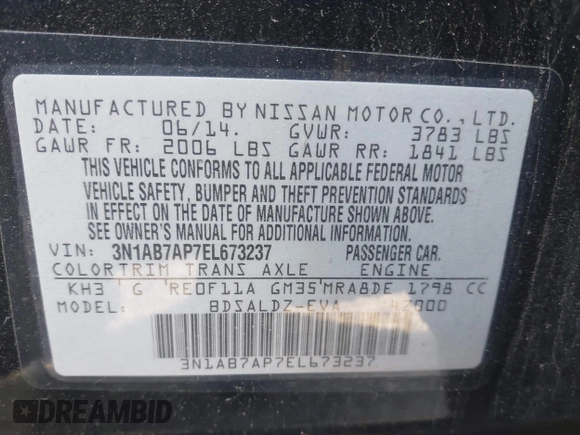 MANUFACTURED BY NISSAN MOTOR CO., LTD.
DATE: 06/14. GVWR: 3783 LBS
GAWR FR: 2006 LBS GAWR RR: 1841 LBS
THIS VEHICLE CONFORMS TO ALL APPLICABLE FEDERAL MOTOR
VEHICLE SAFETY, BUMPER AND THEFT PREVENTION STANDARDS
IN EFFECT ON THE DATE OF MANUFACTURE SHOWN ABOVE.
SEE OWNER'S MANUAL FOR ADDITIONAL INFORMATION.
VIN: 3N1AB7AP7EL673237 PASSENGER CAR.
COLOR TRIM TRANS AXLE ENGINE
KH3 G RE0F11A GM35 MRA8DE 1798 CC
MODEL: BDSALDZ-EVA 42000
3N1AB7AP7EL673237
DREAMBID